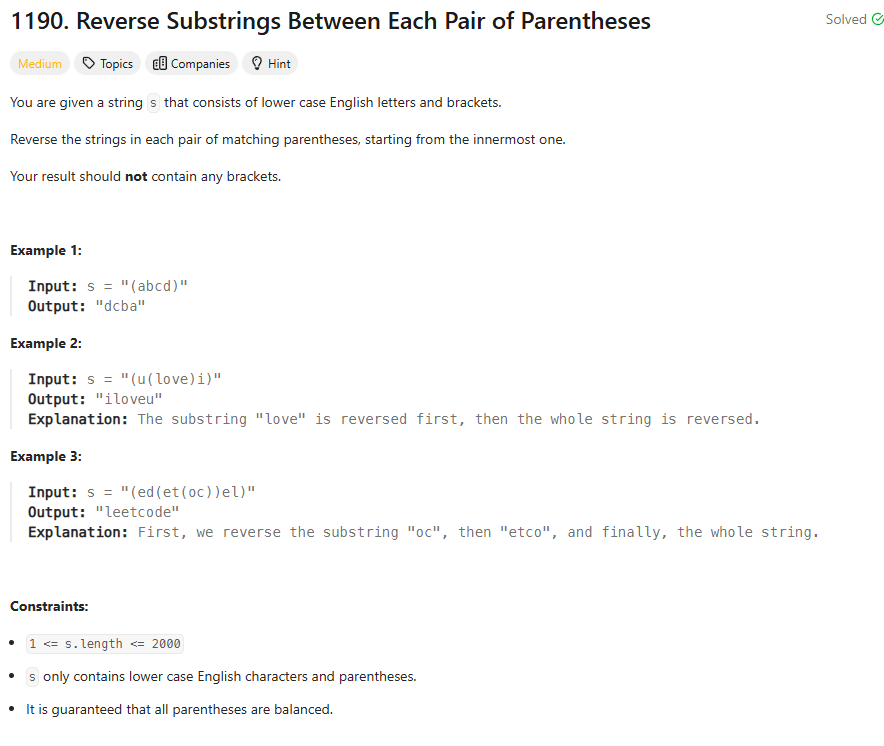 1190. Reverse Substrings Between Each Pair of Parentheses
Solved
Medium Topics Companies Hint
You are given a string s that consists of lower case English letters and brackets.
Reverse the strings in each pair of matching parentheses, starting from the innermost one.
Your result should not contain any brackets.
Example 1:
Input: s = "(abcd)"
Output: "dcba"
Example 2:
Input: s = "(u(love)i)"
Output: "iloveu"
Explanation: The substring "love" is reversed first, then the whole string is reversed.
Example 3:
Input: s = "(ed(et(oc))el)"
Output: "leetcode"
Explanation: First, we reverse the substring "oc", then "etco", and finally, the whole string.
Constraints:
1 <= s.length <= 2000
s only contains lower case English characters and parentheses.
It is guaranteed that all parentheses are balanced.